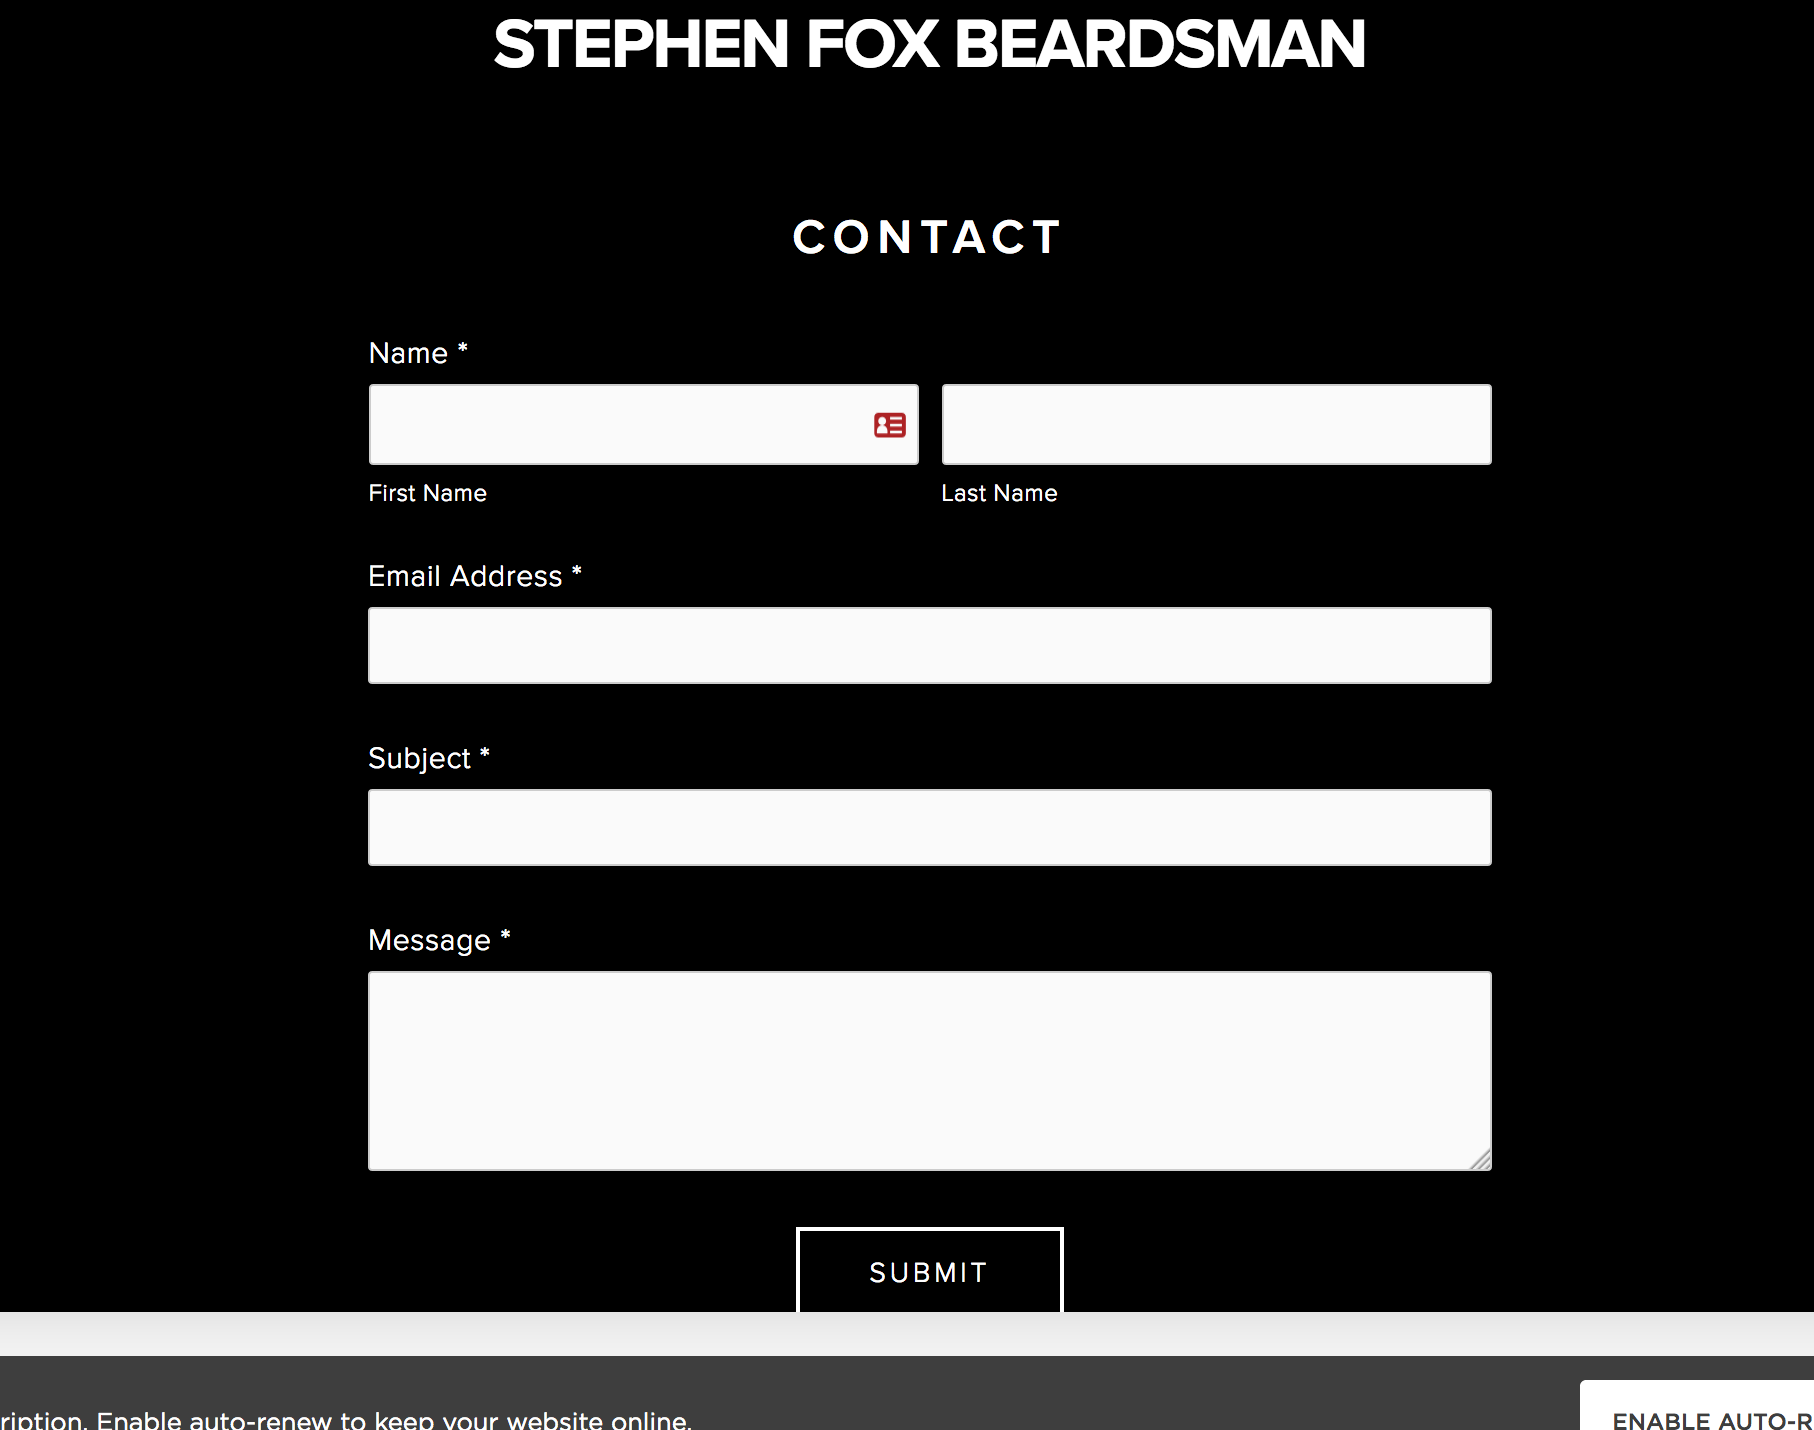 STEPHEN FOX BEARDSMAN
CONTACT
Name *
First Name Last Name
Email Address *
Subject *
Message *
SUBMIT
Enable auto-renew to keep your website online. ENABLE AUTO-R